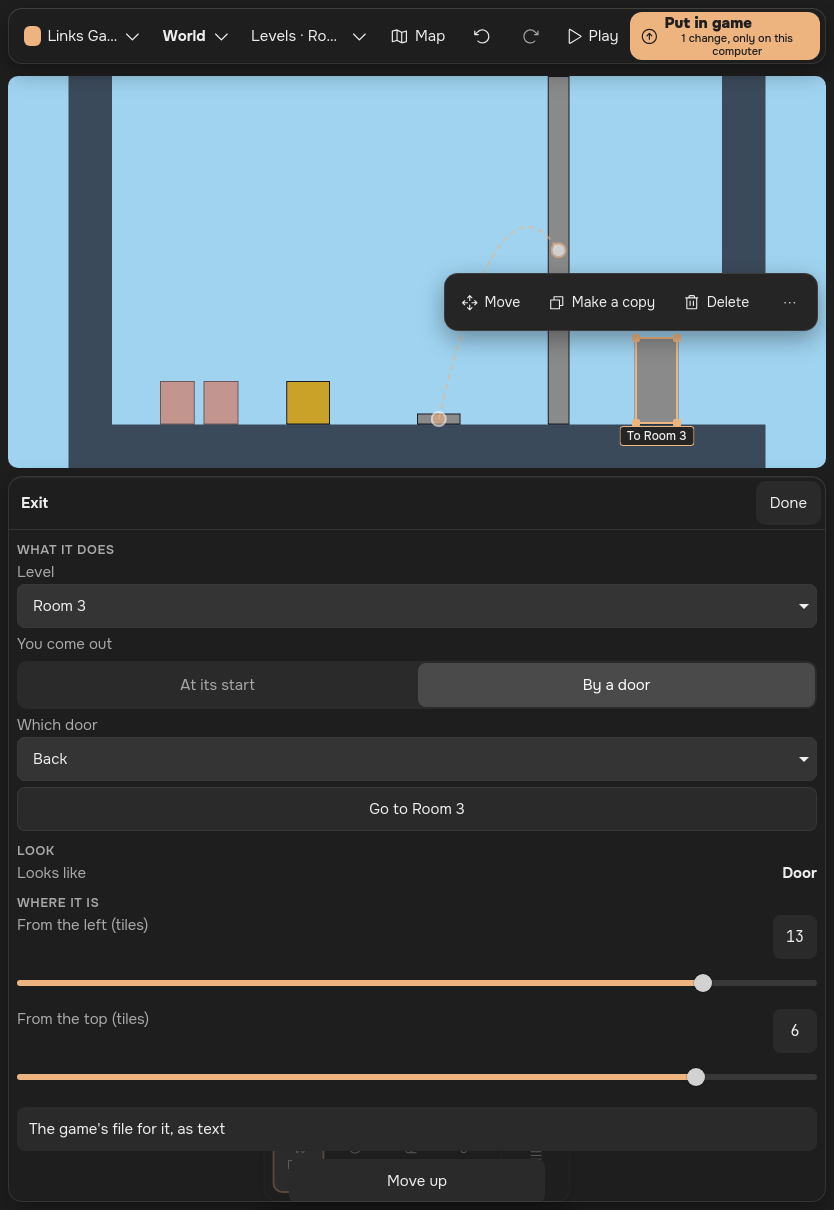 Links Ga...
World
Levels · Ro...
Map
Play
Put in game
1 change, only on this
computer
Move
Make a copy
Delete
...
To Room 3
Exit
Done
WHAT IT DOES
Level
Room 3
You come out
At its start
By a door
Which door
Back
Go to Room 3
LOOK
Looks like
Door
WHERE IT IS
From the left (tiles)
13
From the top (tiles)
6
The game's file for it, as text
Move up